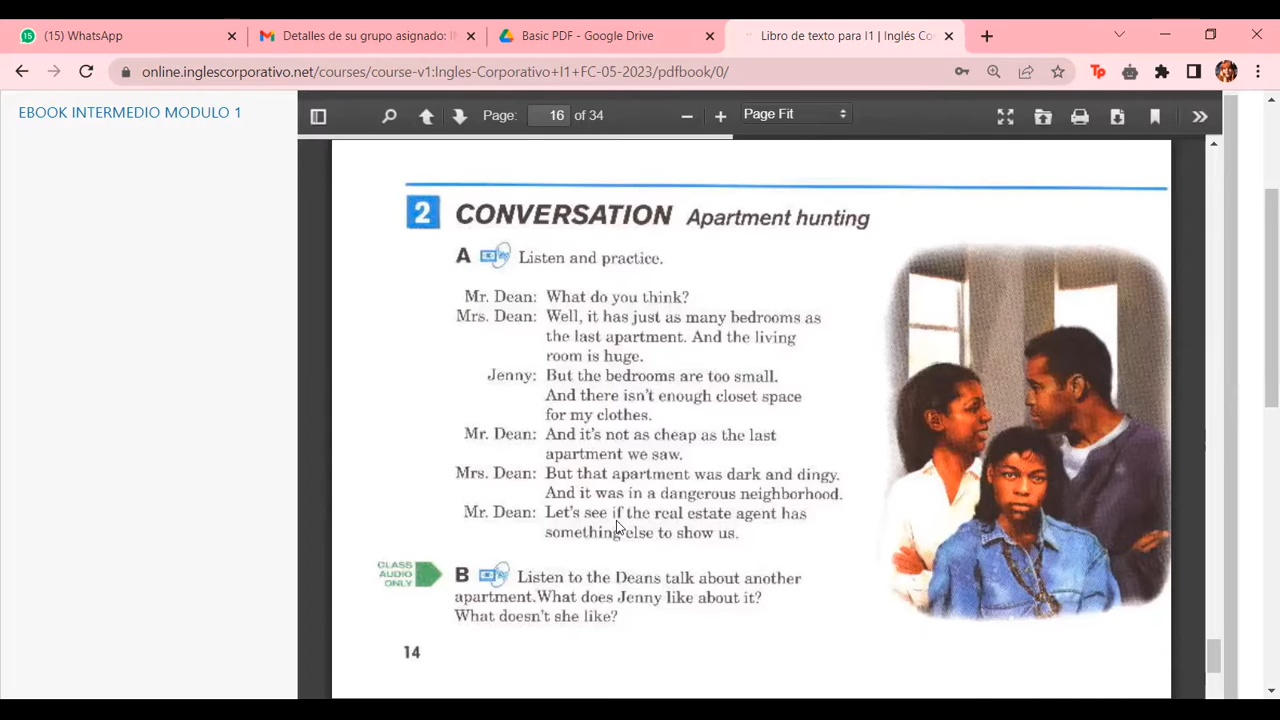 (15) WhatsApp
Detalles de su grupo asignado: I
Basic PDF - Google Drive
Libro de texto para I1 | Inglés Co
online.inglescorporativo.net/courses/course-v1:Ingles-Corporativo+I1+FC-05-2023/pdfbook/0/
EBOOK INTERMEDIO MODULO 1
Page: 16 of 34
Page Fit
2 CONVERSATION Apartment hunting
A Listen and practice.
Mr. Dean: What do you think?
Mrs. Dean: Well, it has just as many bedrooms as
the last apartment. And the living
room is huge.
Jenny: But the bedrooms are too small.
And there isn't enough closet space
for my clothes.
Mr. Dean: And it's not as cheap as the last
apartment we saw.
Mrs. Dean: But that apartment was dark and dingy.
And it was in a dangerous neighborhood.
Mr. Dean: Let's see if the real estate agent has
something else to show us.
CLASS
AUDIO
ONLY
B Listen to the Deans talk about another
apartment. What does Jenny like about it?
What doesn't she like?
14